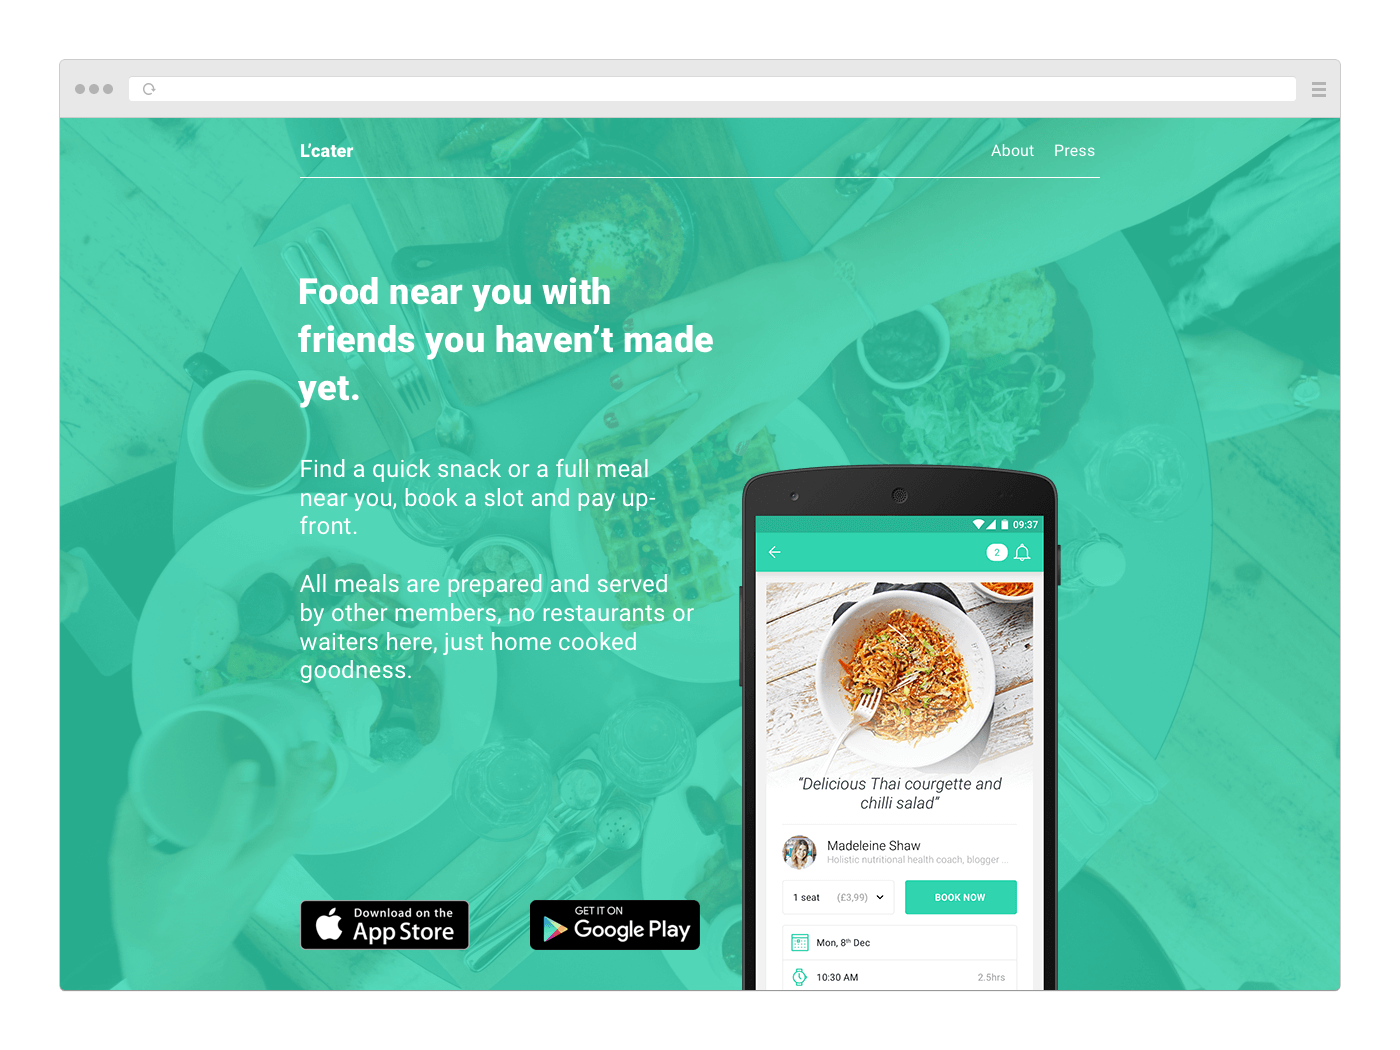 L’cater
About Press
Food near you with
friends you haven’t made
yet.
Find a quick snack or a full meal
near you, book a slot and pay up-
front.
All meals are prepared and served
by other members, no restaurants or
waiters here, just home cooked
goodness.
Download on the
App Store
GET IT ON
Google Play
09:37
2
“Delicious Thai courgette and
chilli salad”
Madeleine Shaw
Holistic nutritional health coach, blogger ...
1 seat (£3,99)
BOOK NOW
Mon, 8th Dec
10:30 AM 2.5hrs